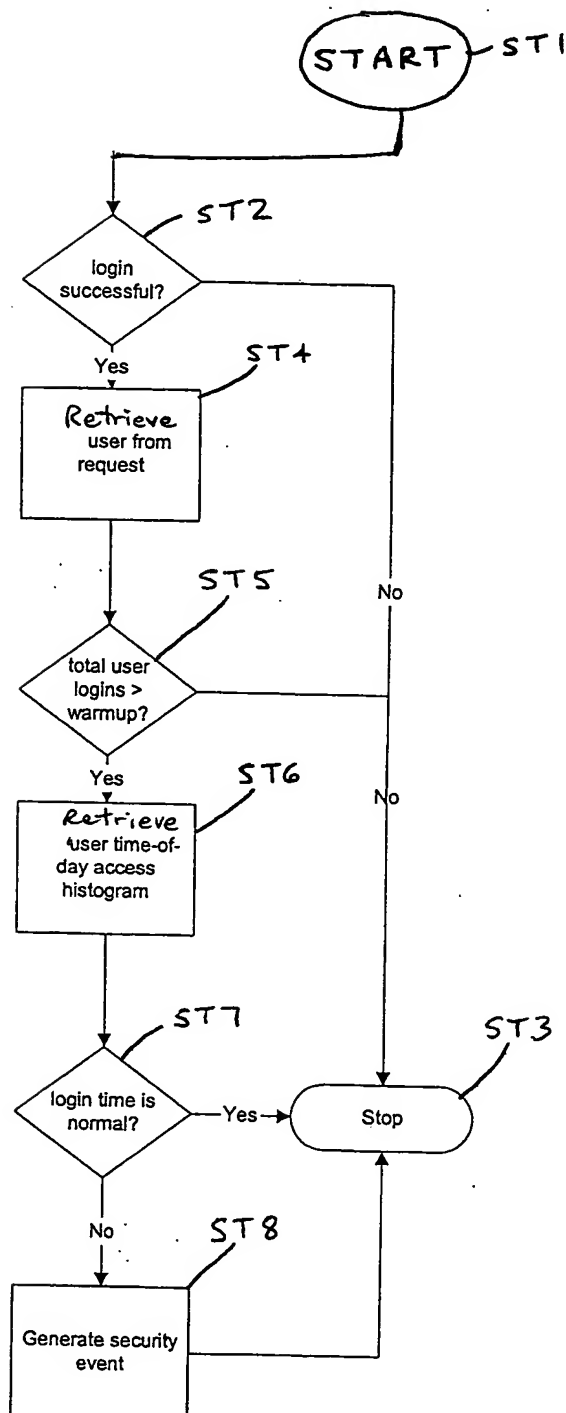 START
ST1
ST2
login
successful?
Yes
ST4
Retrieve
user from
request
No
ST5
total user
logins >
warmup?
Yes
ST6
No
Retrieve
user time-of-
day access
histogram
ST7
ST3
login time is
normal?
Yes
Stop
No
ST8
Generate security
event